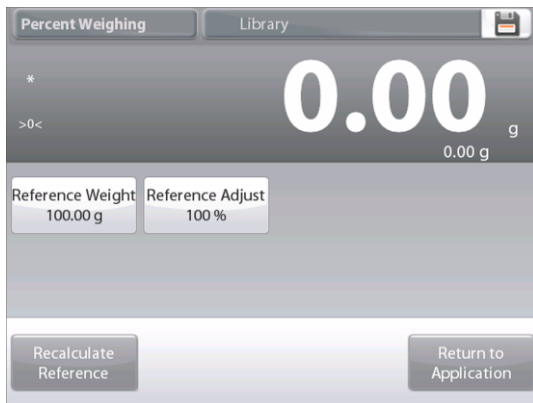 Percent Weighing
Library
*
0.00
>0<
g
0.00 g
Reference Weight
100.00 g
Reference Adjust
100 %
Recalculate
Reference
Return to
Application